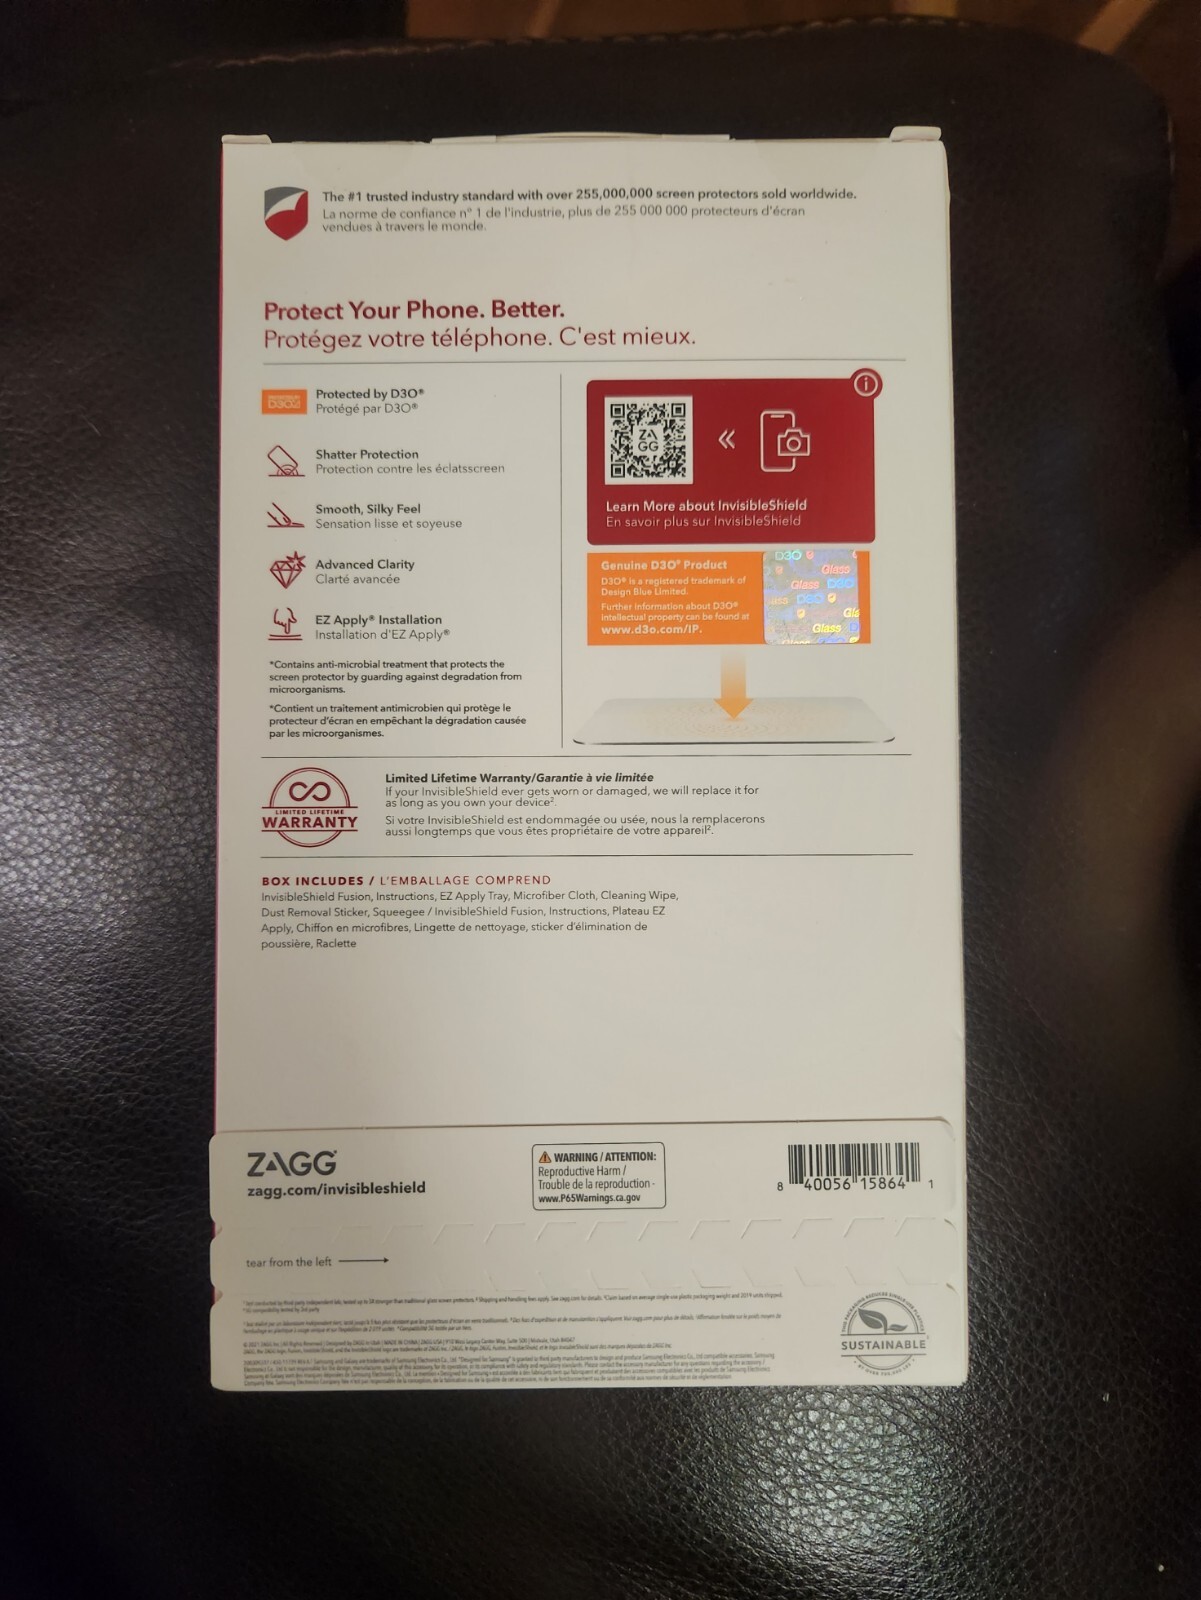 The #1 trusted industry standard with over 255,000,000 screen protectors sold worldwide.
La norme de confiance n° 1 de l'industrie, plus de 255 000 000 protecteurs d'écran
vendues à travers le monde.
Protect Your Phone. Better.
Protégez votre téléphone. C'est mieux.
D3O
Protected by D3O®
Protégé par D3O®
Shatter Protection
Protection contre les éclatsscreen
Smooth, Silky Feel
Sensation lisse et soyeuse
Advanced Clarity
Clarté avancée
EZ Apply® Installation
Installation d'EZ Apply®
*Contains anti-microbial treatment that protects the
screen protector by guarding against degradation from
microorganisms.
*Contient un traitement antimicrobien qui protège le
protecteur d'écran en empêchant la dégradation causée
par les microorganismes.
i
ZAGG
Learn More about InvisibleShield
En savoir plus sur InvisibleShield
Genuine D3O® Product
D3O® is a registered trademark of
Design Blue Limited.
Further information about D3O®
intellectual property can be found at
www.d3o.com/IP.
D3O
Glass
Glass D3O
D3O
Glass
LIMITED LIFETIME
WARRANTY
Limited Lifetime Warranty/Garantie à vie limitée
If your InvisibleShield ever gets worn or damaged, we will replace it for
as long as you own your device².
Si votre InvisibleShield est endommagée ou usée, nous la remplacerons
aussi longtemps que vous êtes propriétaire de votre appareil².
BOX INCLUDES / L'EMBALLAGE COMPREND
InvisibleShield Fusion, Instructions, EZ Apply Tray, Microfiber Cloth, Cleaning Wipe,
Dust Removal Sticker, Squeegee / InvisibleShield Fusion, Instructions, Plateau EZ
Apply, Chiffon en microfibres, Lingette de nettoyage, sticker d'élimination de
poussière, Raclette
ZAGG
zagg.com/invisibleshield
WARNING / ATTENTION:
Reproductive Harm /
Trouble de la reproduction -
www.P65Warnings.ca.gov
8 40056 15864 1
tear from the left
SUSTAINABLE